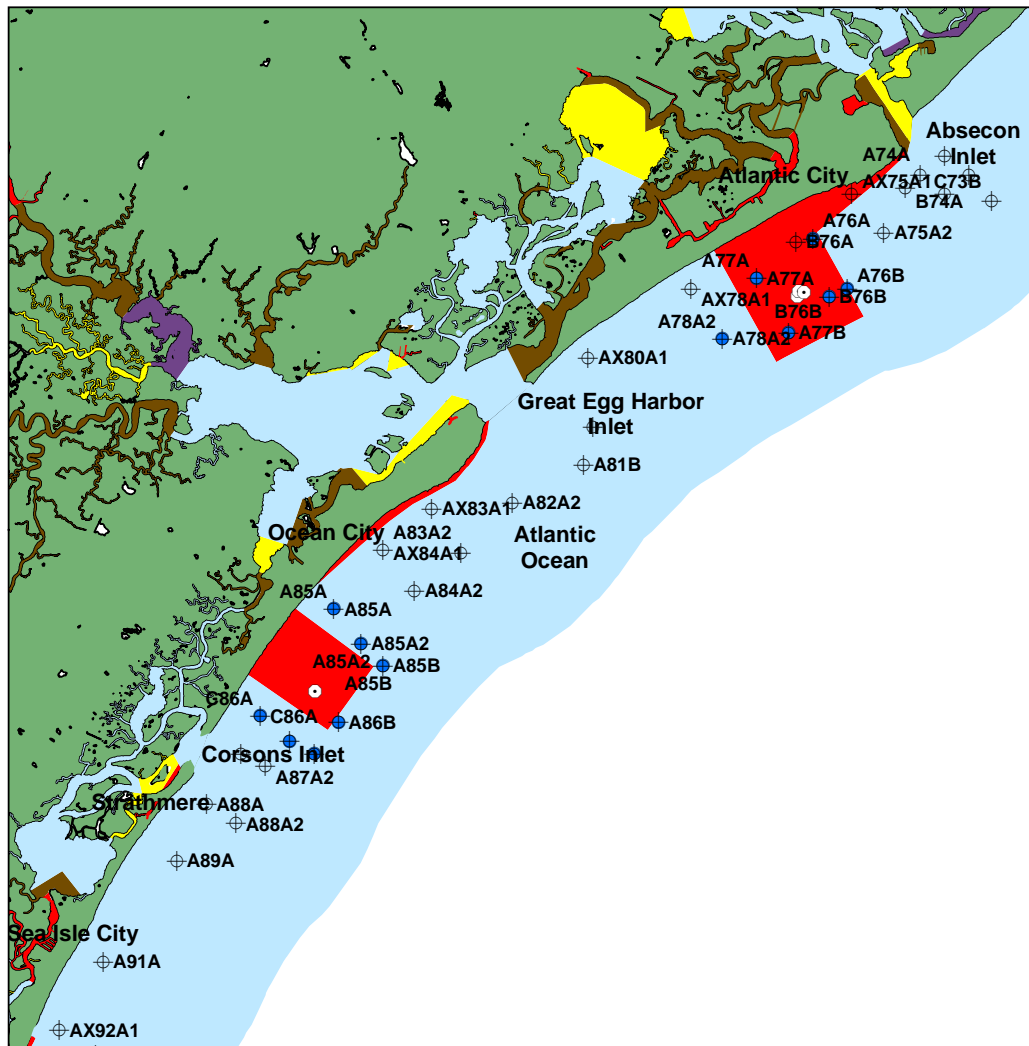 Absecon
Inlet
A74A
Atlantic City
AX75A1
C73B
B74A
A76A
A75A2
B76A
A77A
A77A
A76B
AX78A1
B76B
B76B
A78A2
A78A2
A77B
AX80A1
Great Egg Harbor
Inlet
A81B
A82A2
AX83A1
Ocean City
A83A2
Atlantic
Ocean
AX84A1
A84A2
A85A
A85A
A85A2
A85A2
A85B
A85B
C86A
A86B
Corsons Inlet
A87A2
Strathmere
A88A
A88A2
A89A
Sea Isle City
A91A
AX92A1